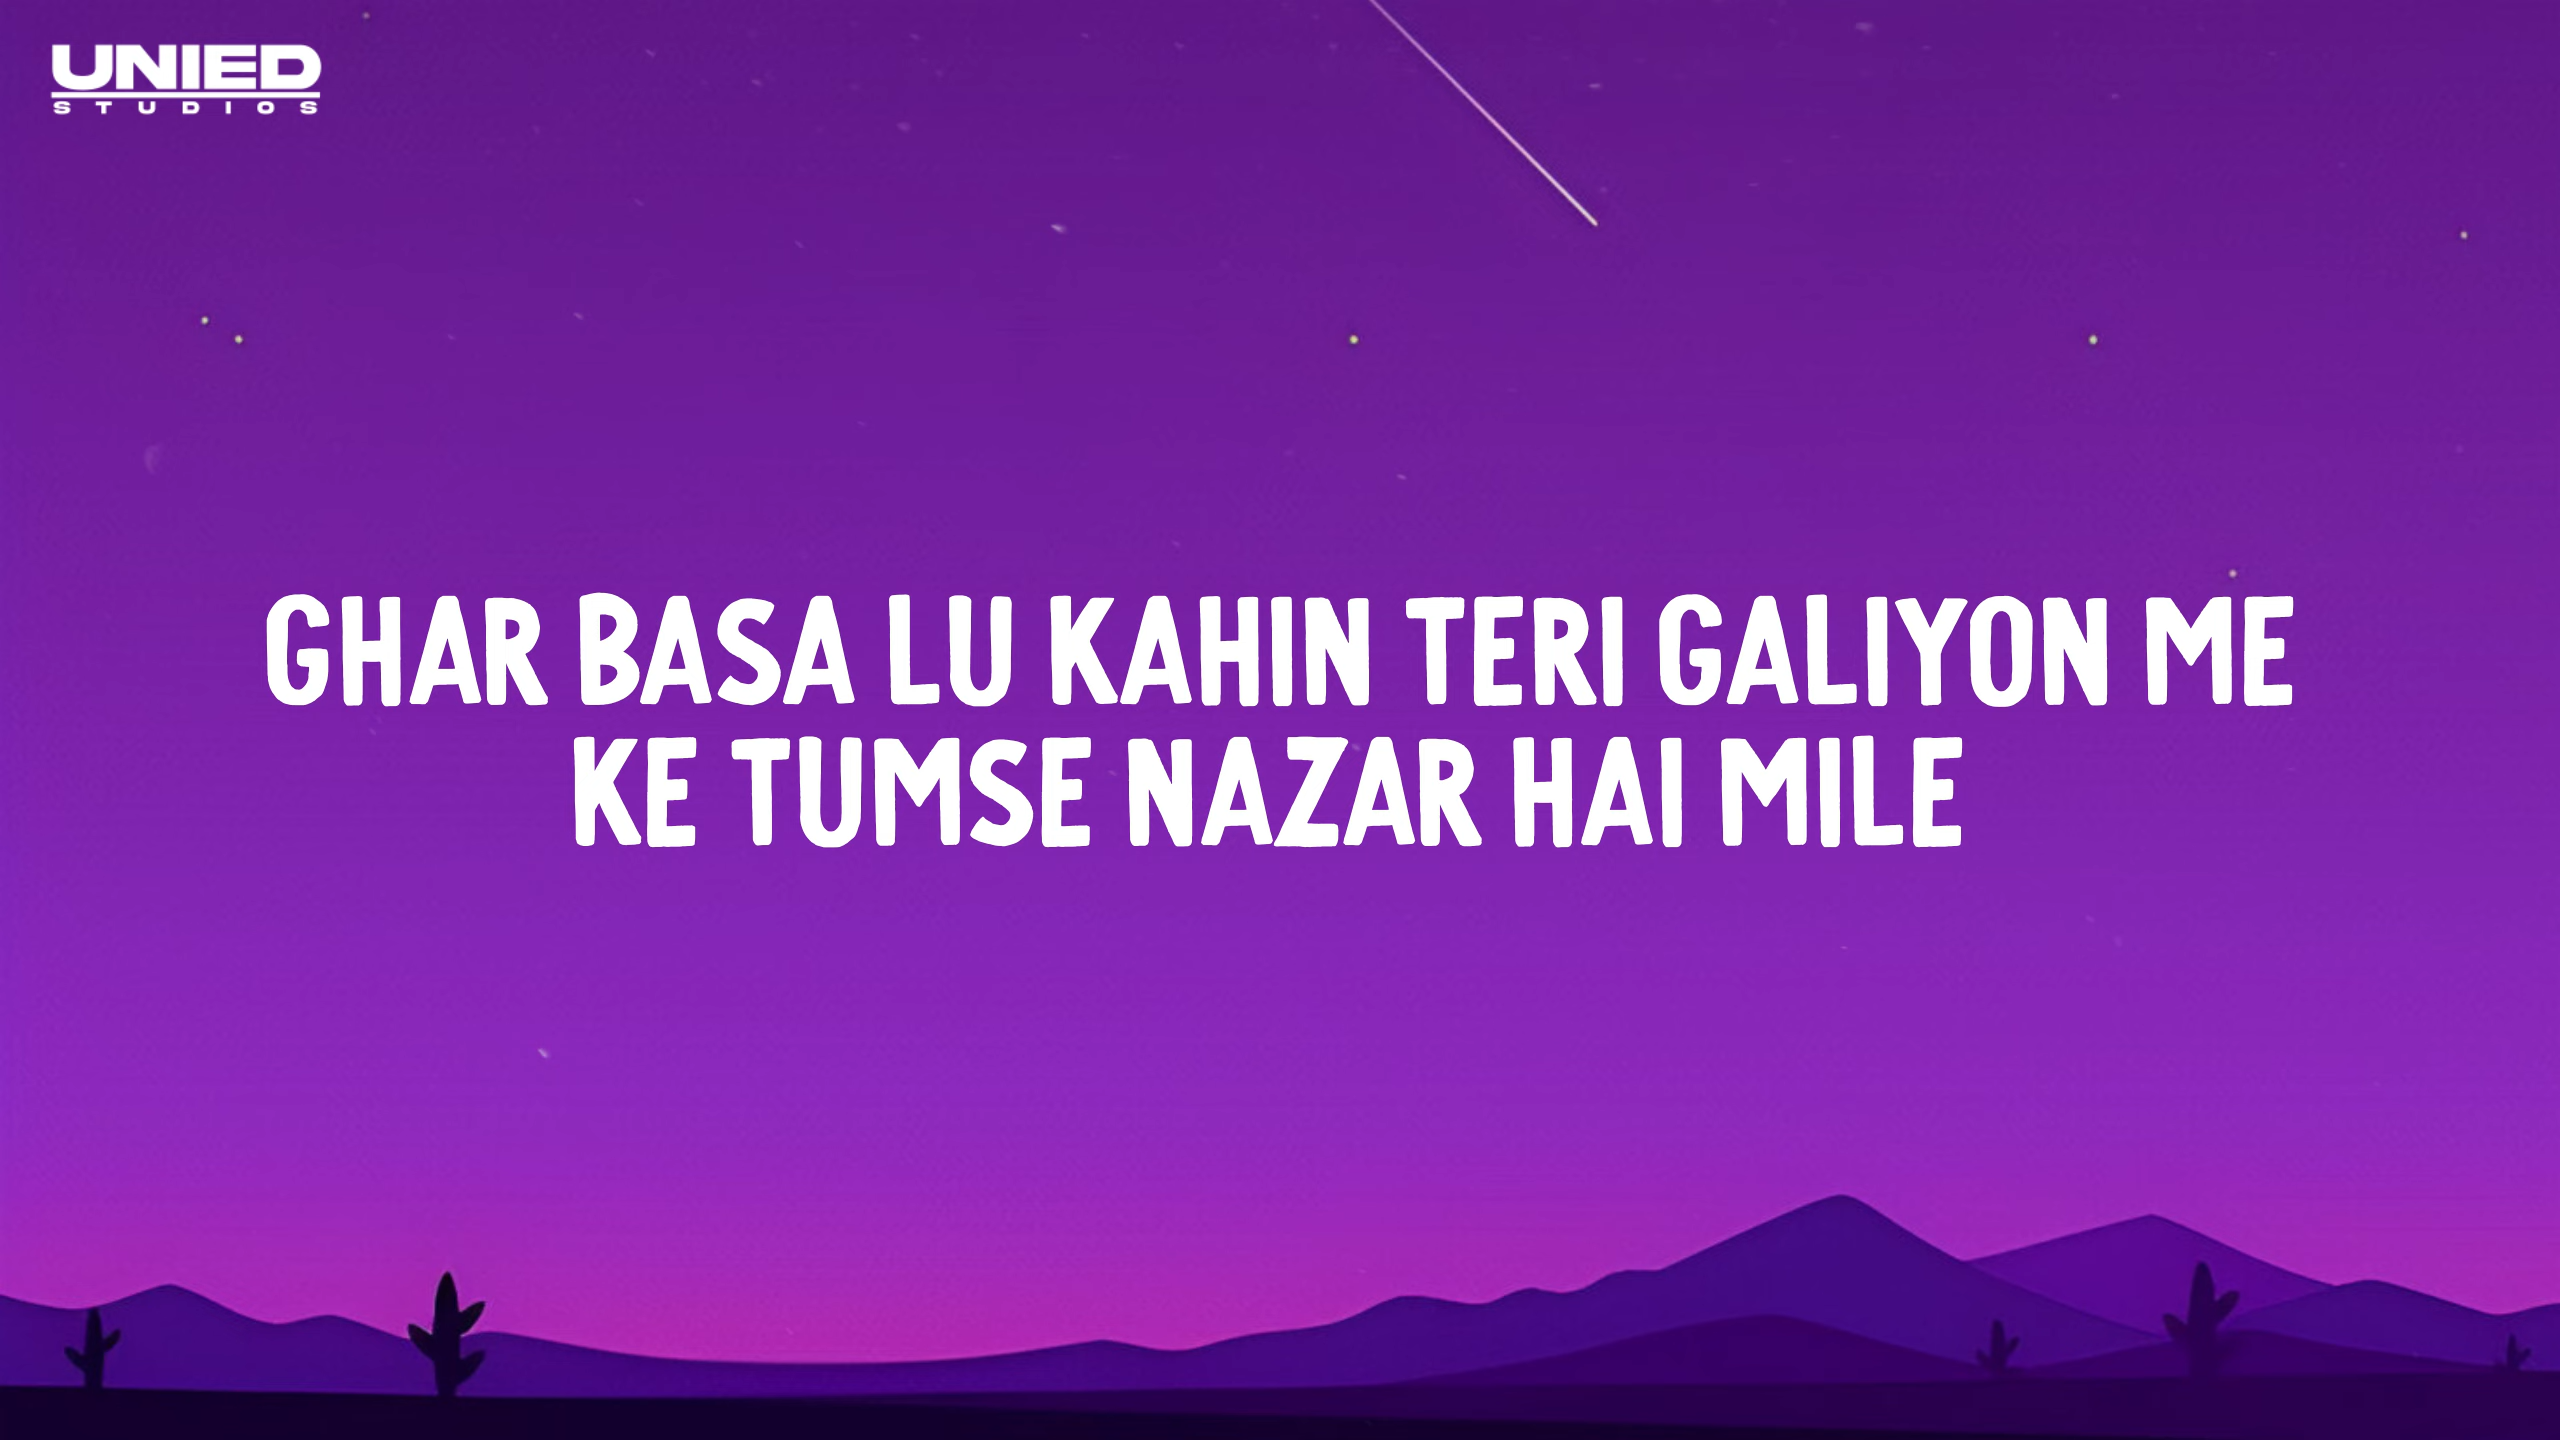 UNIED
STUDIOS
GHAR BASA LU KAHIN TERI GALIYON ME
KE TUMSE NAZAR HAI MILE